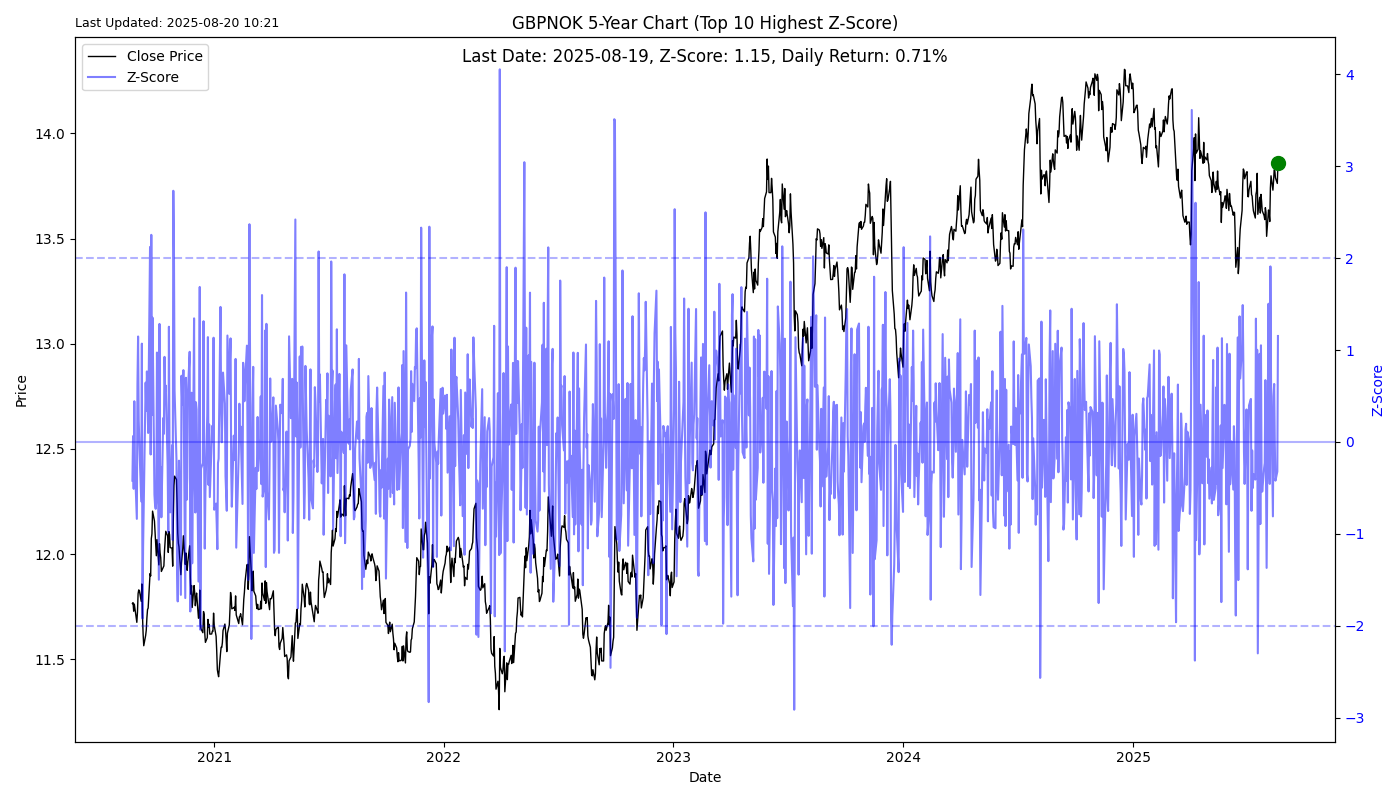 Last Updated: 2025-08-20 10:21
GBPNOK 5-Year Chart (Top 10 Highest Z-Score)
Last Date: 2025-08-19, Z-Score: 1.15, Daily Return: 0.71%
Close Price
Z-Score
14.0
13.5
13.0
12.5
12.0
11.5
Price
4
3
2
1
0
−1
−2
−3
Z-Score
2021
2022
2023
2024
2025
Date